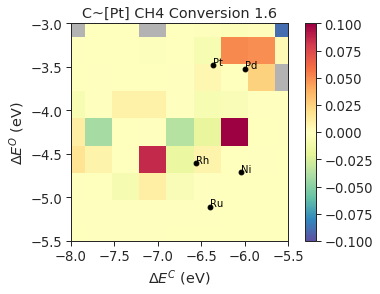 C~[Pt] CH4 Conversion 1.6
−3.0
−3.5
−4.0
−4.5
−5.0
−5.5
ΔE^O (eV)
Pt
Pd
Rh
Ni
Ru
−8.0 −7.5 −7.0 −6.5 −6.0 −5.5
ΔE^C (eV)
0.100
0.075
0.050
0.025
0.000
−0.025
−0.050
−0.075
−0.100